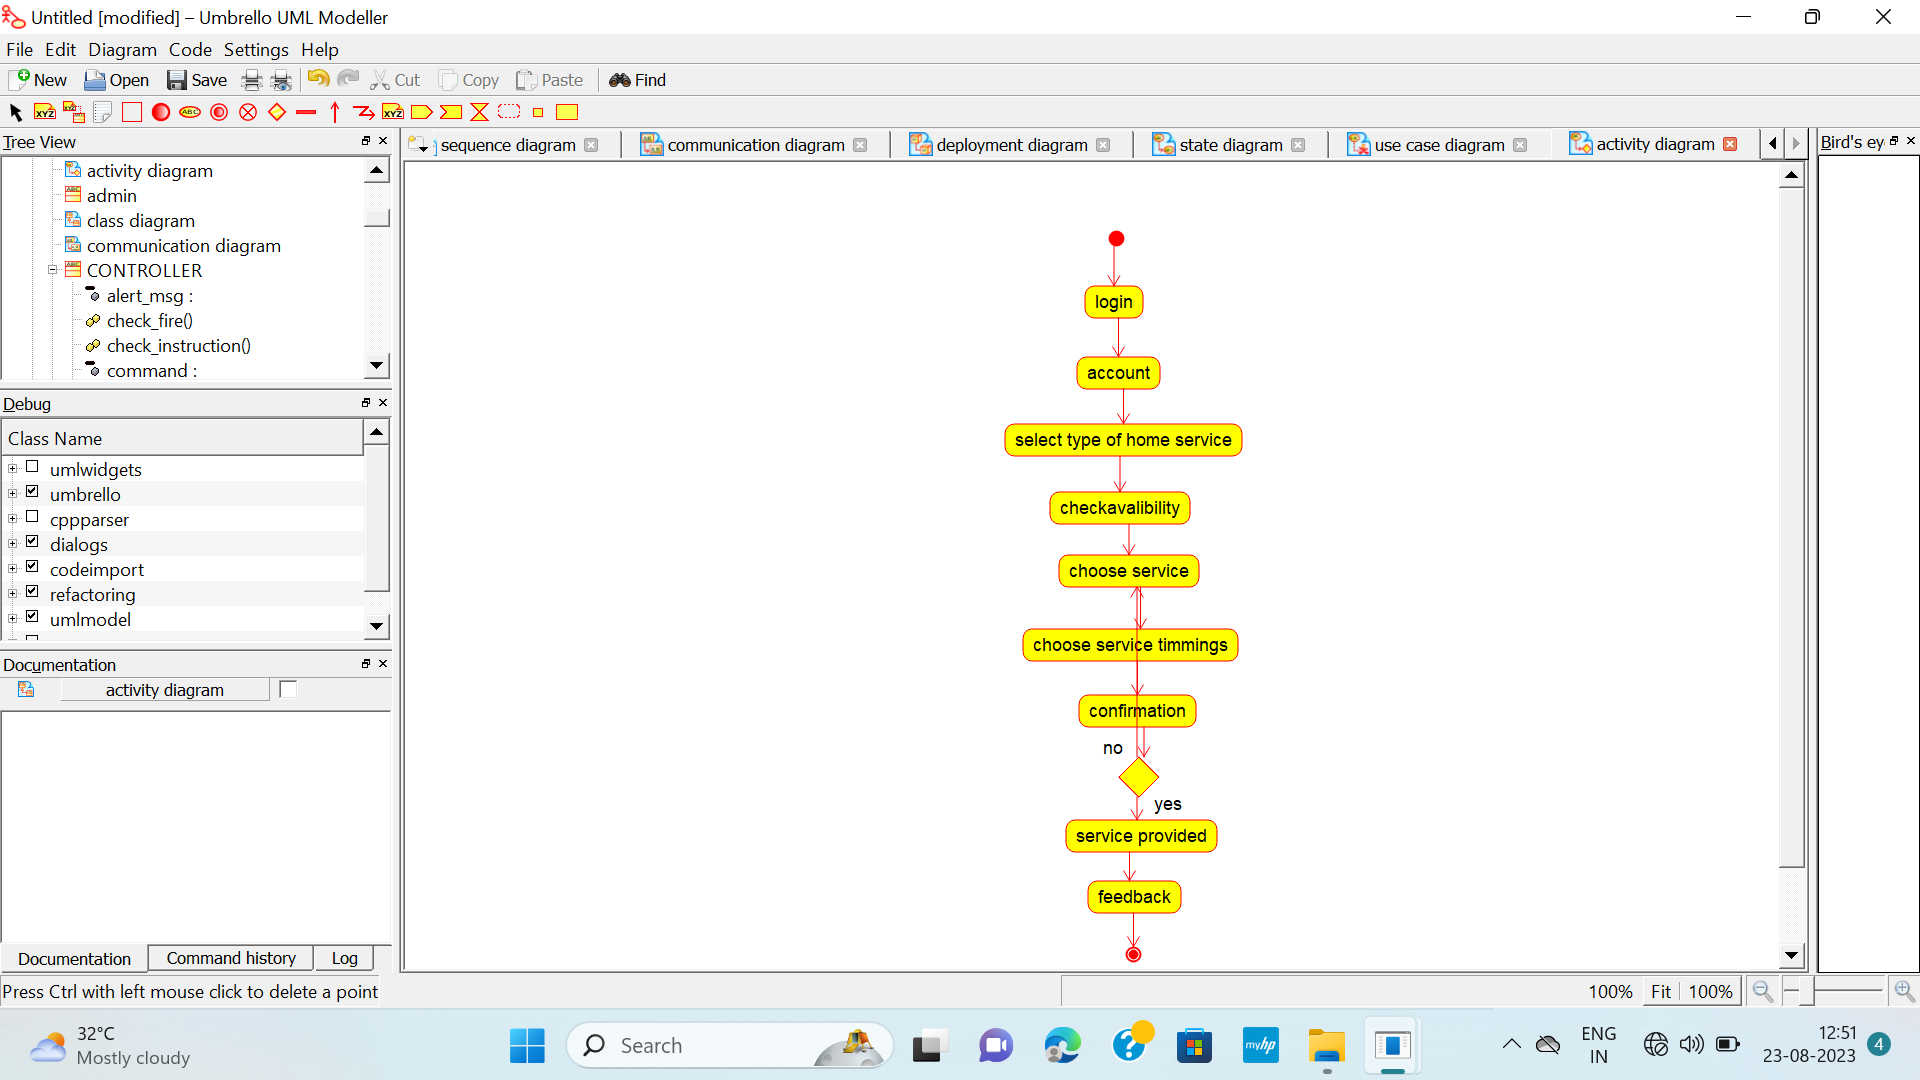 Untitled [modified] – Umbrello UML Modeller
File Edit Diagram Code Settings Help
New Open Save Cut Copy Paste Find
Tree View
activity diagram
admin
class diagram
communication diagram
CONTROLLER
alert_msg :
check_fire()
check_instruction()
command :
Debug
Class Name
umlwidgets
umbrello
cppparser
dialogs
codeimport
refactoring
umlmodel
Documentation
activity diagram
Documentation Command history Log
Press Ctrl with left mouse click to delete a point
sequence diagram communication diagram deployment diagram state diagram use case diagram activity diagram
Bird's ey
login
account
select type of home service
checkavalibility
choose service
choose service timmings
confirmation
no
yes
service provided
feedback
100% Fit 100%
32°C
Mostly cloudy
Search
myhp
ENG
IN
12:51
23-08-2023
4